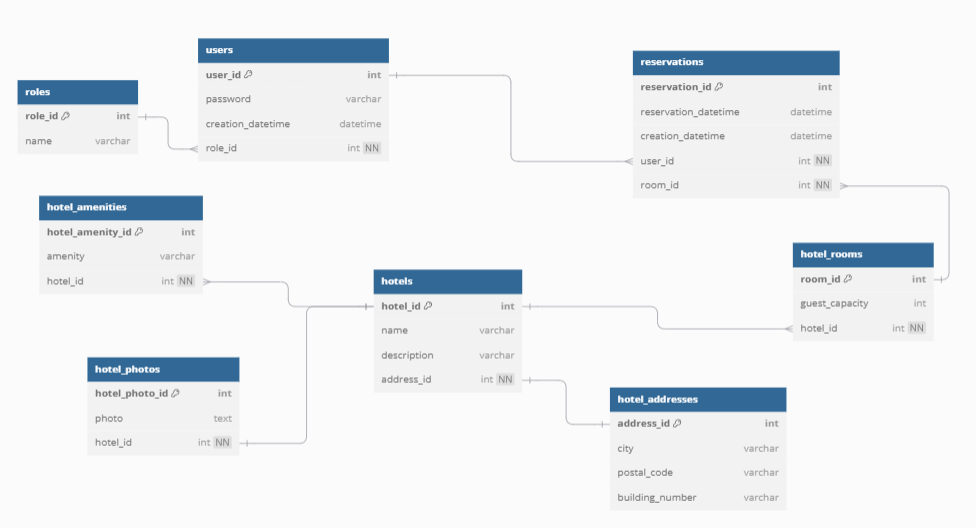 users
user_id int
password varchar
creation_datetime datetime
role_id int NN
roles
role_id int
name varchar
reservations
reservation_id int
reservation_datetime datetime
creation_datetime datetime
user_id int NN
room_id int NN
hotel_amenities
hotel_amenity_id int
amenity varchar
hotel_id int NN
hotels
hotel_id int
name varchar
description varchar
address_id int NN
hotel_rooms
room_id int
guest_capacity int
hotel_id int NN
hotel_photos
hotel_photo_id int
photo text
hotel_id int NN
hotel_addresses
address_id int
city varchar
postal_code varchar
building_number varchar